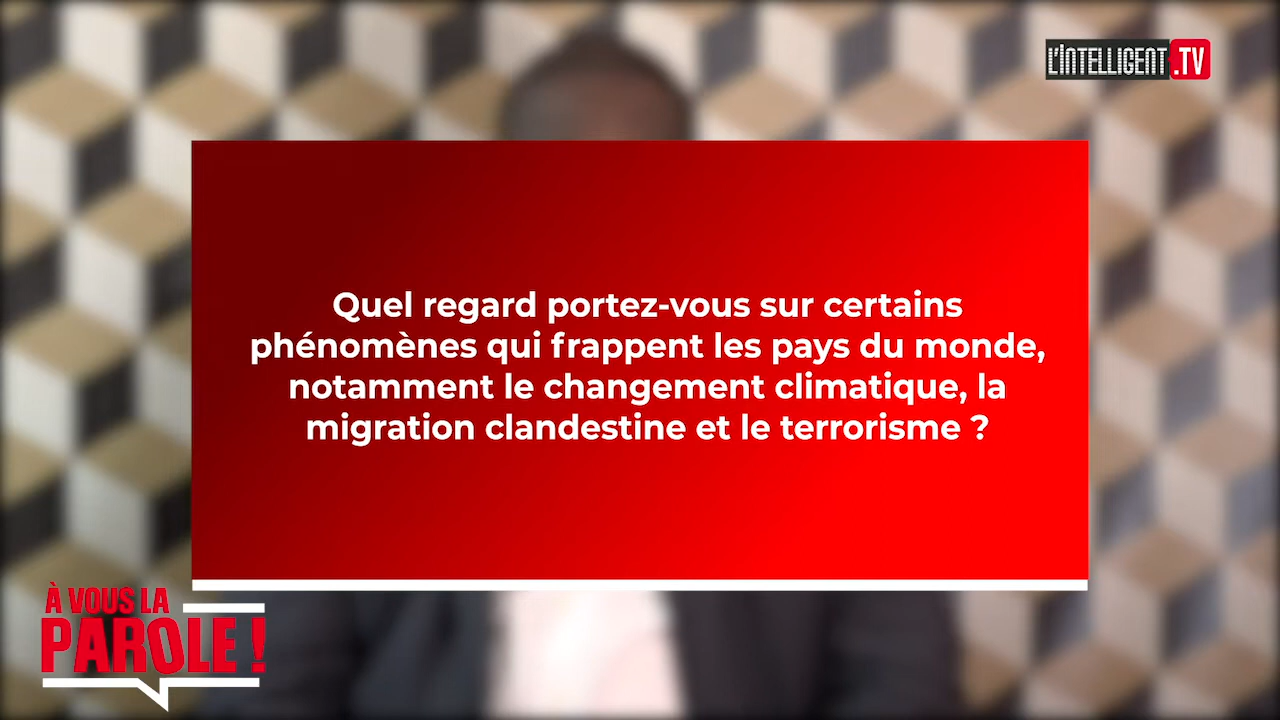 L'INTELLIGENT.TV
Quel regard portez-vous sur certains
phénomènes qui frappent les pays du monde,
notamment le changement climatique, la
migration clandestine et le terrorisme ?
À VOUS LA
PAROLE !